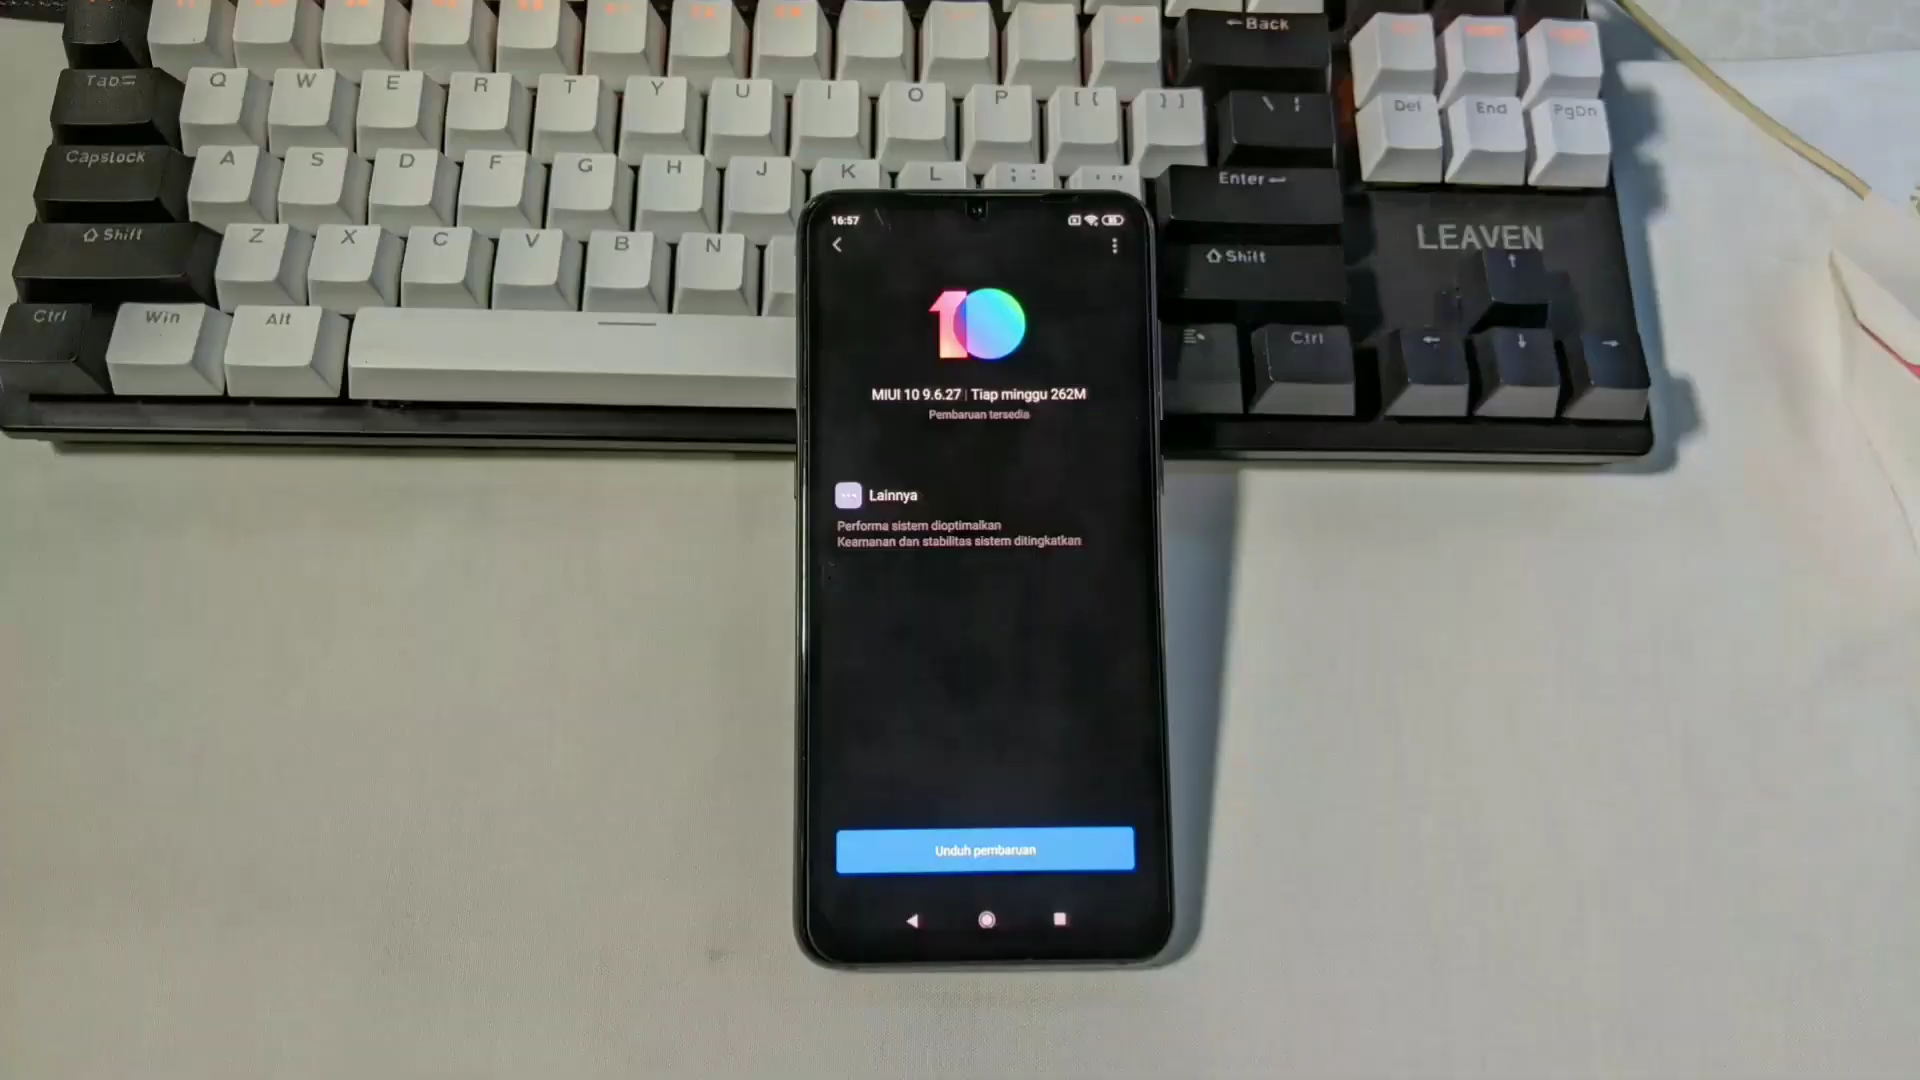 ← Back
Tab
Q W E R T Y U I O P [ { } ] \ |
Del End PgDn
Capslock
A S D F G H J K L ; : ' "
Enter
Shift
Z X C V B N
Shift
LEAVEN
↑
Ctrl Win Alt
Ctrl ← ↓ →
16:57
10
MIUI 10 9.6.27 | Tiap minggu 262M
Pembaruan tersedia
Lainnya
Performa sistem dioptimalkan
Keamanan dan stabilitas sistem ditingkatkan
Unduh pembaruan